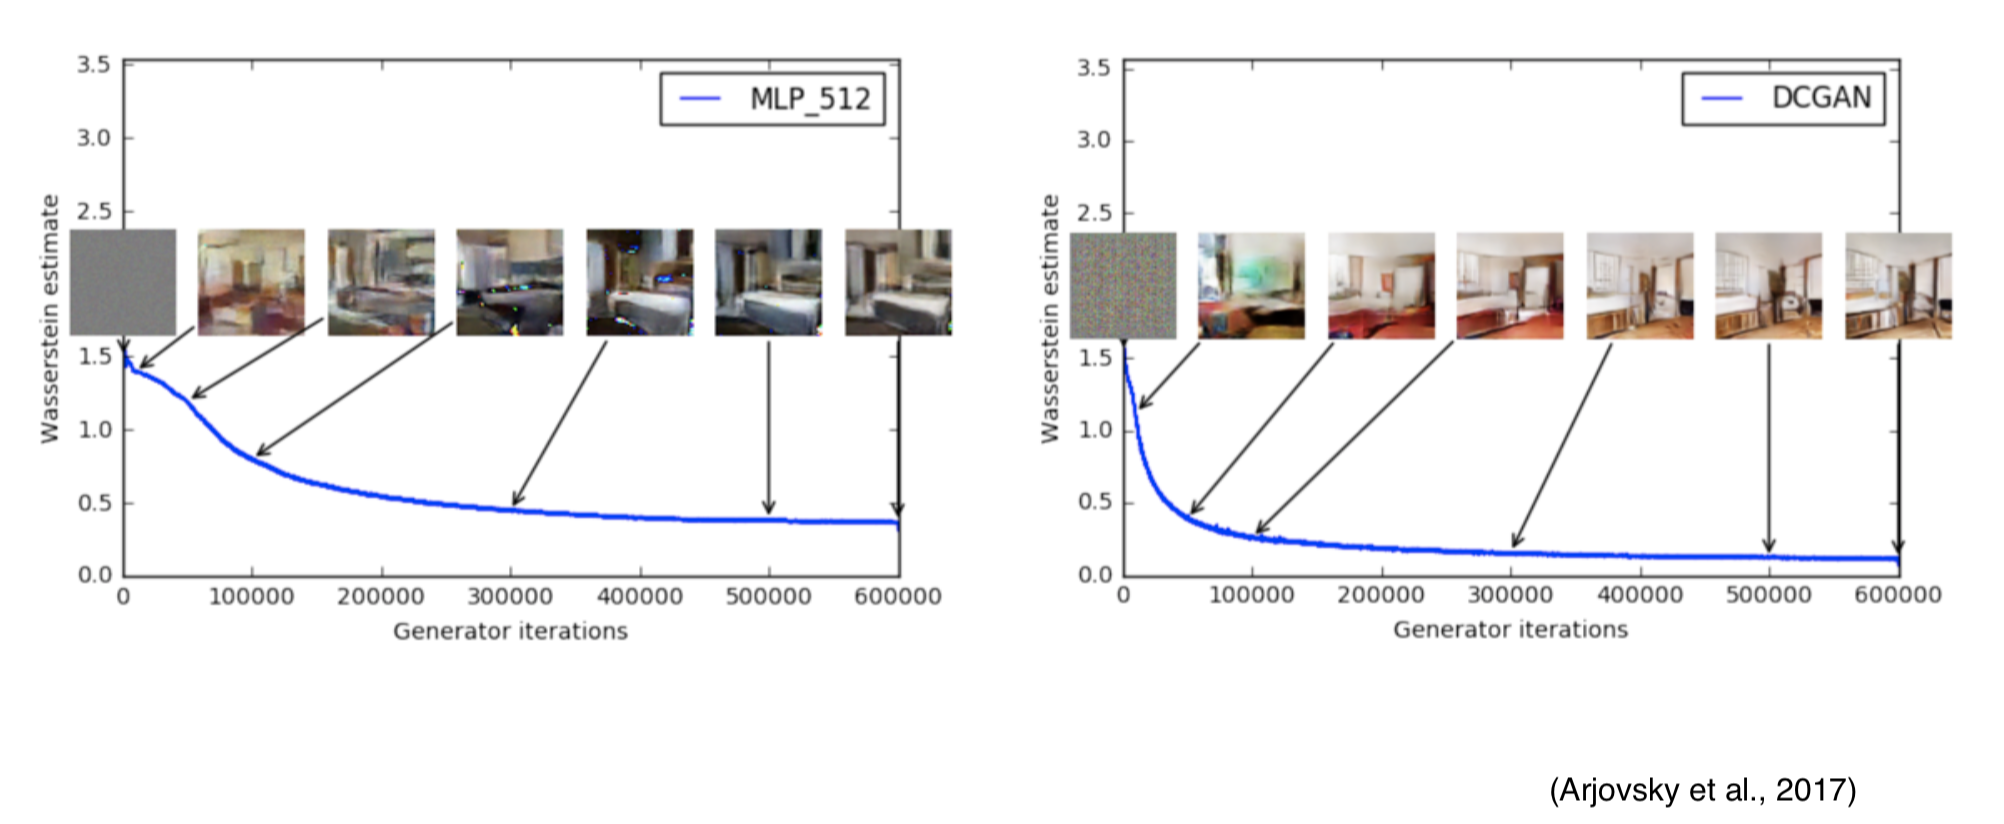 3.5
MLP_512
3.0
2.5
Wasserstein estimate
1.5
1.0
0.5
0.0
0 100000 200000 300000 400000 500000 600000
Generator iterations
3.5
DCGAN
3.0
2.5
Wasserstein estimate
1.5
1.0
0.5
0.0
0 100000 200000 300000 400000 500000 600000
Generator iterations
(Arjovsky et al., 2017)